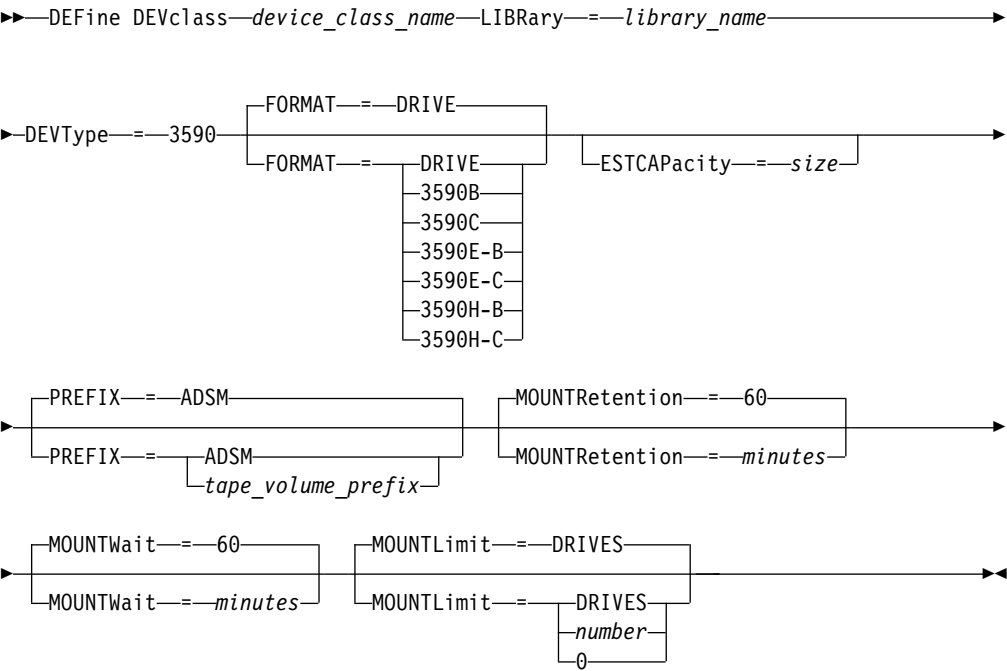 DEFine DEVclass device_class_name LIBRary = library_name
FORMAT = DRIVE
DEVType = 3590
FORMAT = DRIVE ESTCAPacity = size
3590B
3590C
3590E-B
3590E-C
3590H-B
3590H-C
PREFIX = ADSM MOUNTRetention = 60
PREFIX = ADSM MOUNTRetention = minutes
tape_volume_prefix
MOUNTWait = 60 MOUNTLimit = DRIVES
MOUNTWait = minutes MOUNTLimit = DRIVES
number
0